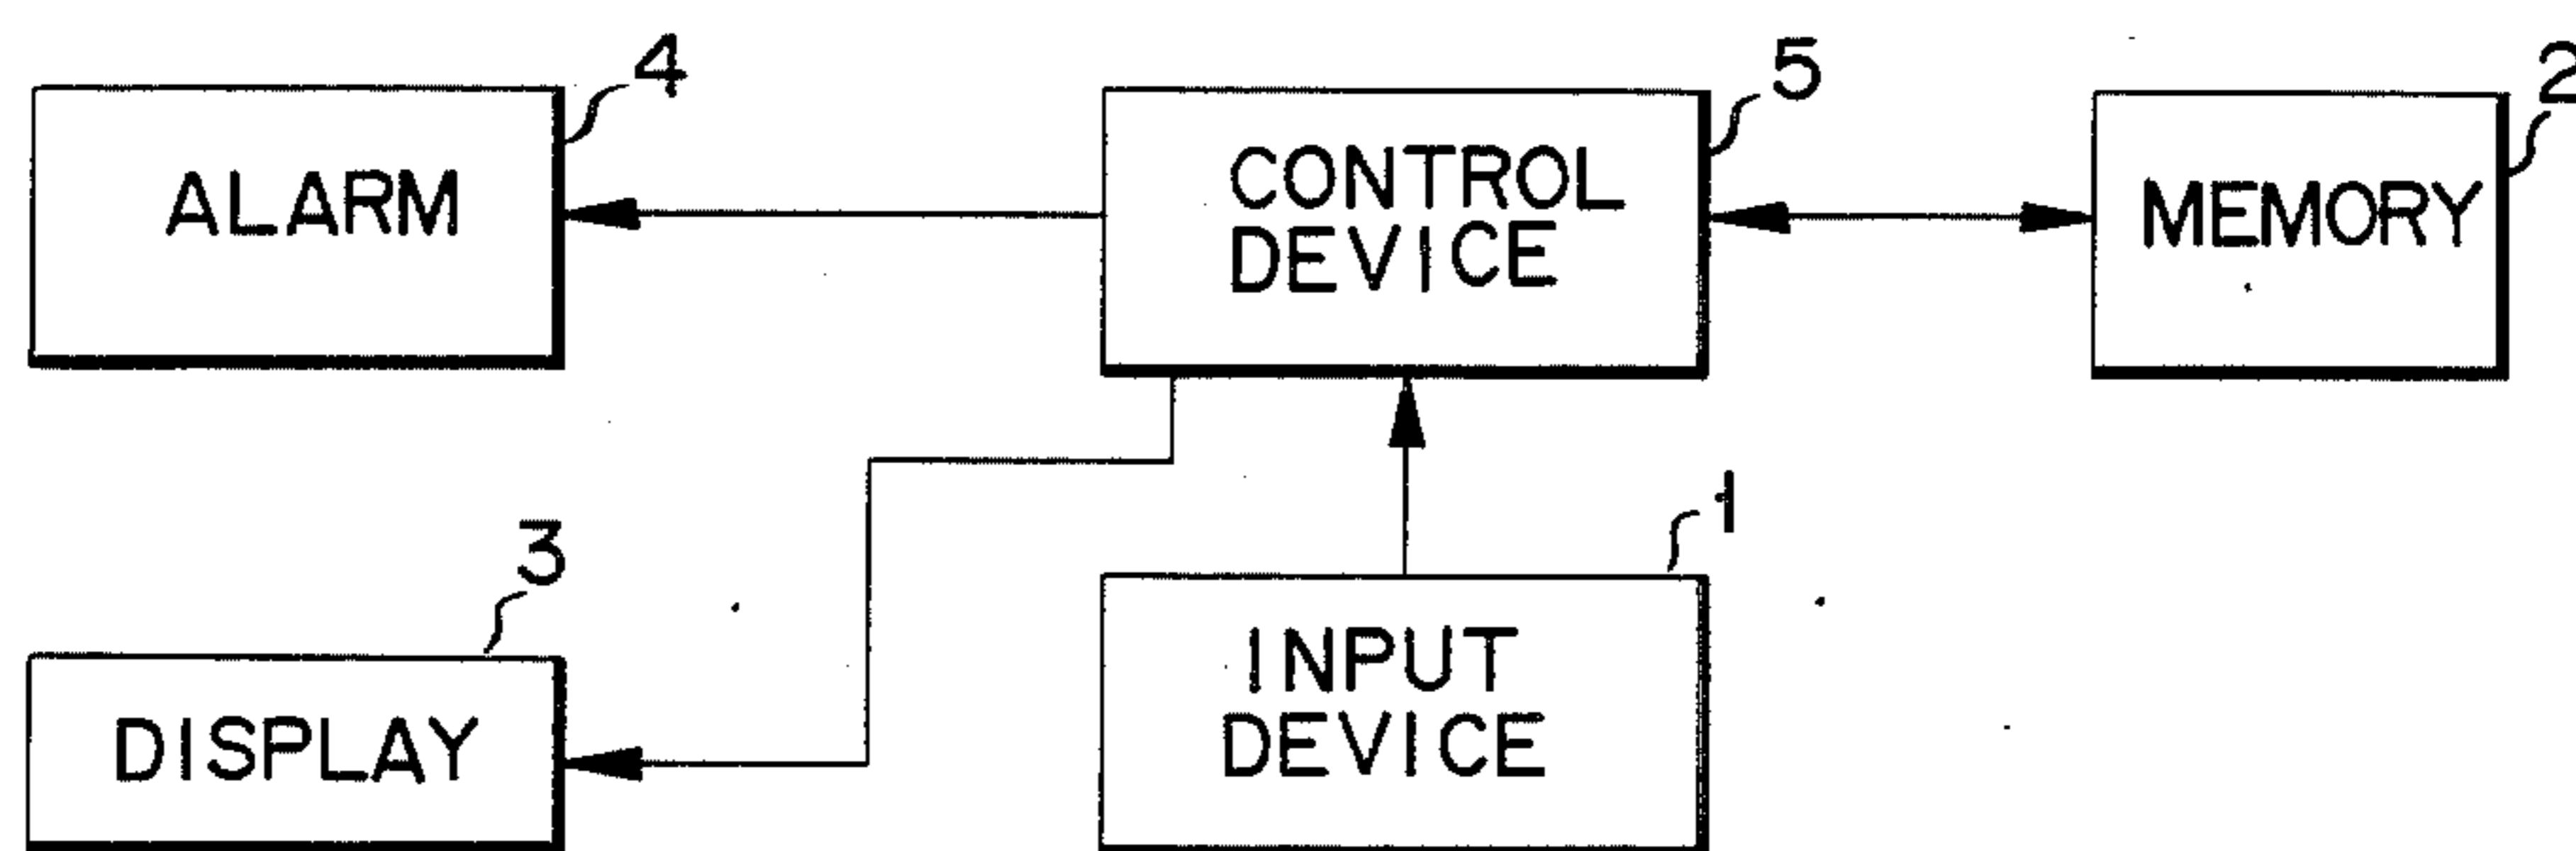 4
5
2
ALARM
CONTROL
DEVICE
MEMORY
3
1
DISPLAY
INPUT
DEVICE